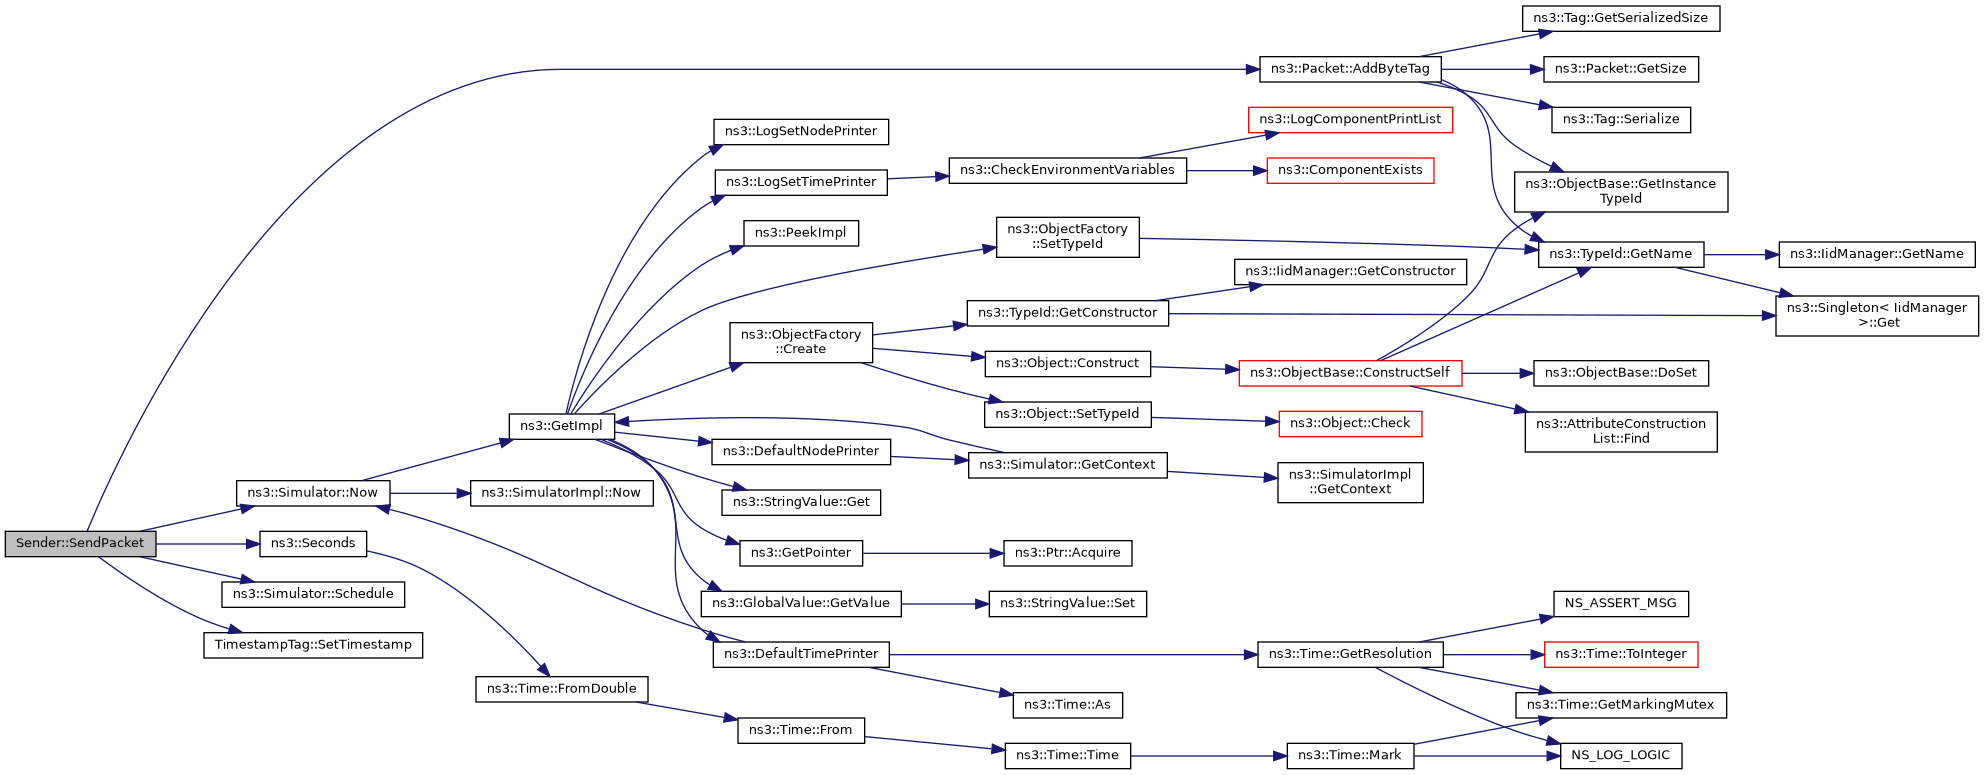 ns3::Tag::GetSerializedSize
ns3::Packet::AddByteTag
ns3::Packet::GetSize
ns3::Tag::Serialize
ns3::LogComponentPrintList
ns3::LogSetNodePrinter
ns3::CheckEnvironmentVariables
ns3::ComponentExists
ns3::LogSetTimePrinter
ns3::ObjectBase::GetInstance
TypeId
ns3::PeekImpl
ns3::ObjectFactory
::SetTypeId
ns3::TypeId::GetName
ns3::IidManager::GetName
ns3::IidManager::GetConstructor
ns3::TypeId::GetConstructor
ns3::Singleton< IidManager
>::Get
ns3::ObjectFactory
::Create
ns3::Object::Construct
ns3::ObjectBase::ConstructSelf
ns3::ObjectBase::DoSet
ns3::Object::SetTypeId
ns3::Object::Check
ns3::AttributeConstruction
List::Find
ns3::GetImpl
ns3::DefaultNodePrinter
ns3::Simulator::GetContext
ns3::SimulatorImpl
::GetContext
ns3::Simulator::Now
ns3::SimulatorImpl::Now
ns3::StringValue::Get
Sender::SendPacket
ns3::Seconds
ns3::GetPointer
ns3::Ptr::Acquire
ns3::Simulator::Schedule
ns3::GlobalValue::GetValue
ns3::StringValue::Set
NS_ASSERT_MSG
TimestampTag::SetTimestamp
ns3::DefaultTimePrinter
ns3::Time::GetResolution
ns3::Time::ToInteger
ns3::Time::FromDouble
ns3::Time::As
ns3::Time::GetMarkingMutex
ns3::Time::From
ns3::Time::Time
ns3::Time::Mark
NS_LOG_LOGIC